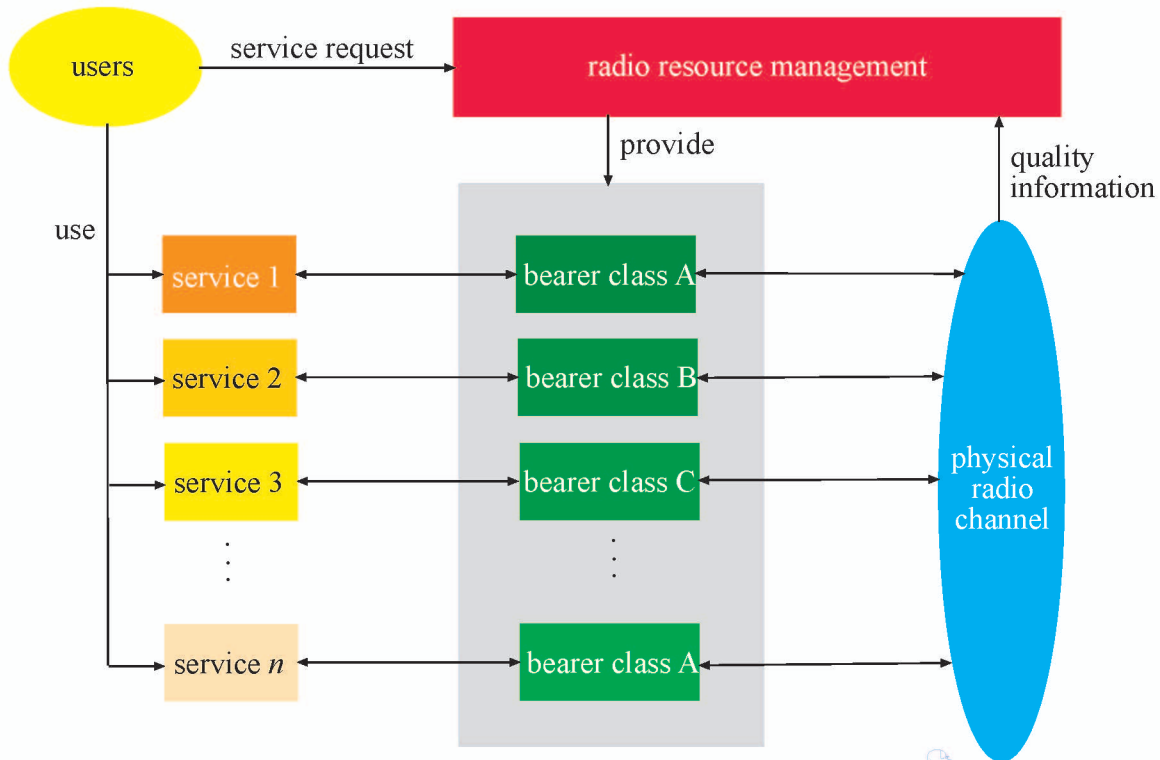 users
service request
radio resource management
provide
quality
information
use
service 1
bearer class A
service 2
bearer class B
service 3
bearer class C
physical
radio
channel
service n
bearer class A